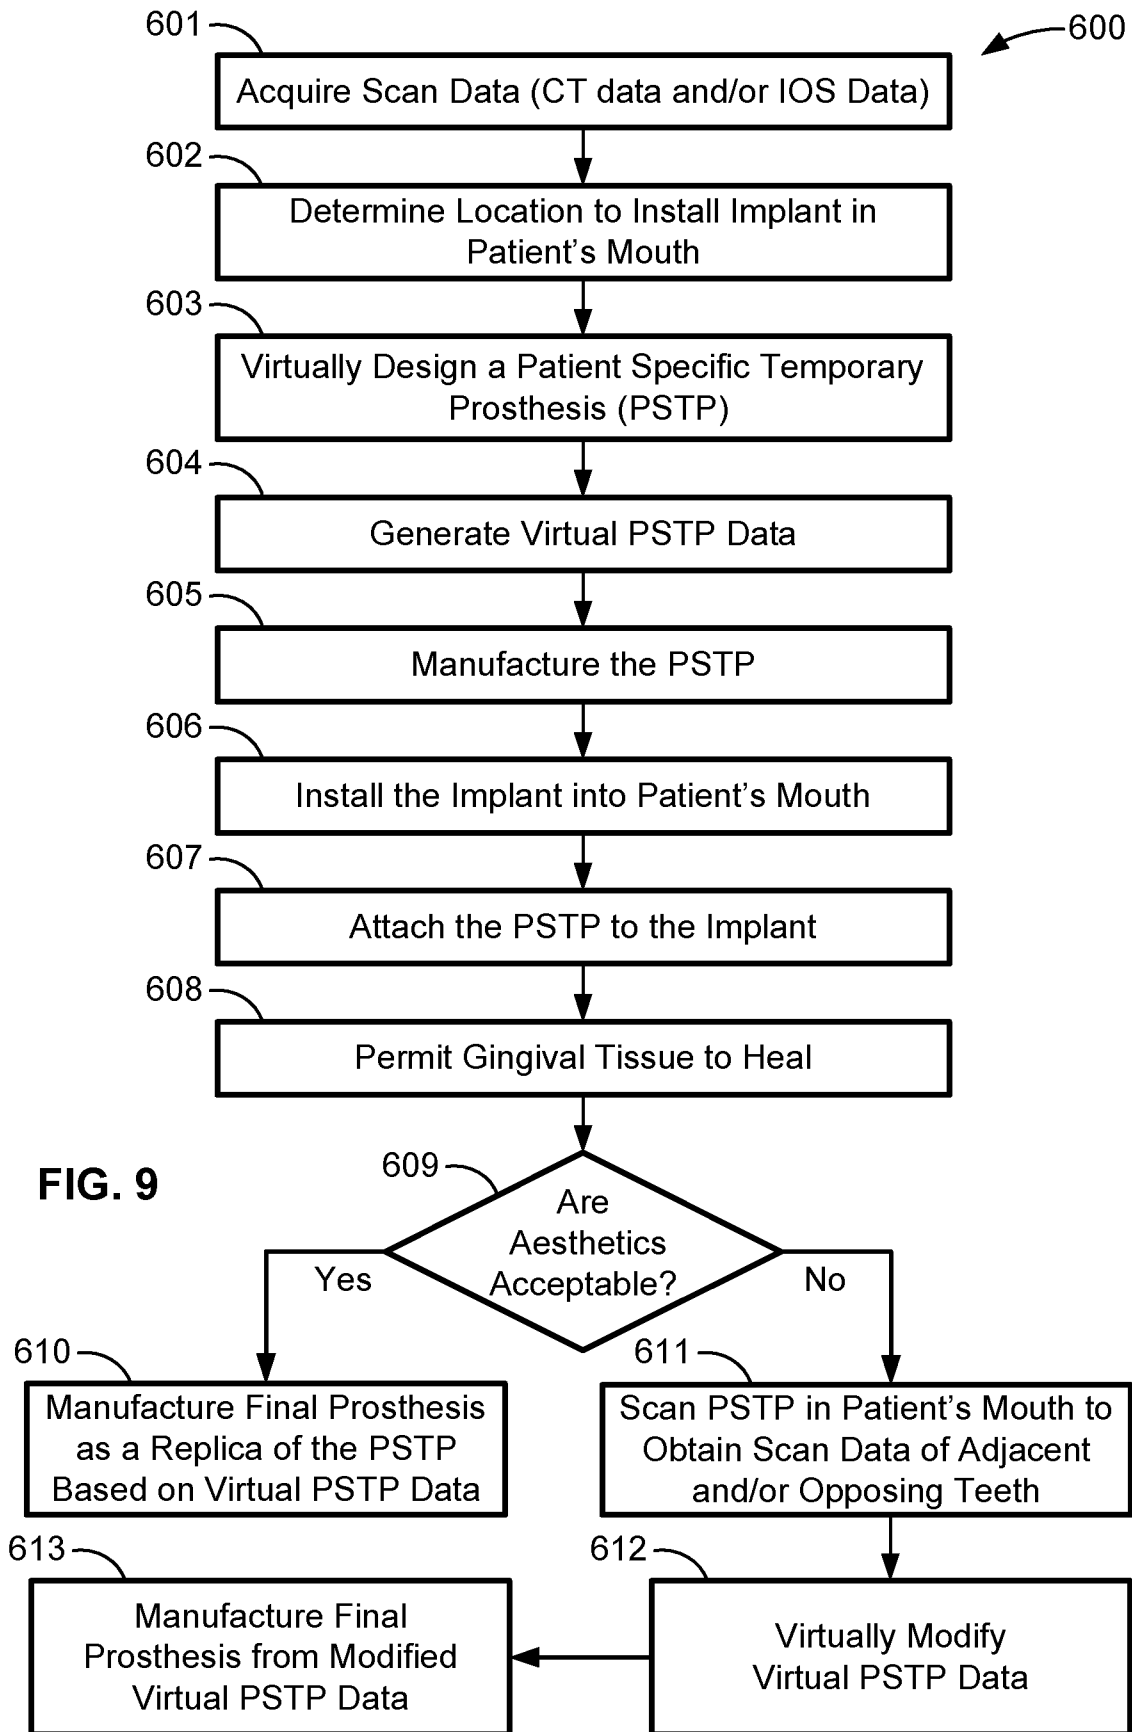 601
600
Acquire Scan Data (CT data and/or IOS Data)
602
Determine Location to Install Implant in
Patient's Mouth
603
Virtually Design a Patient Specific Temporary
Prosthesis (PSTP)
604
Generate Virtual PSTP Data
605
Manufacture the PSTP
606
Install the Implant into Patient's Mouth
607
Attach the PSTP to the Implant
608
Permit Gingival Tissue to Heal
FIG. 9
609
Are
Aesthetics
Acceptable?
Yes
No
610
Manufacture Final Prosthesis
as a Replica of the PSTP
Based on Virtual PSTP Data
611
Scan PSTP in Patient's Mouth to
Obtain Scan Data of Adjacent
and/or Opposing Teeth
613
Manufacture Final
Prosthesis from Modified
Virtual PSTP Data
612
Virtually Modify
Virtual PSTP Data